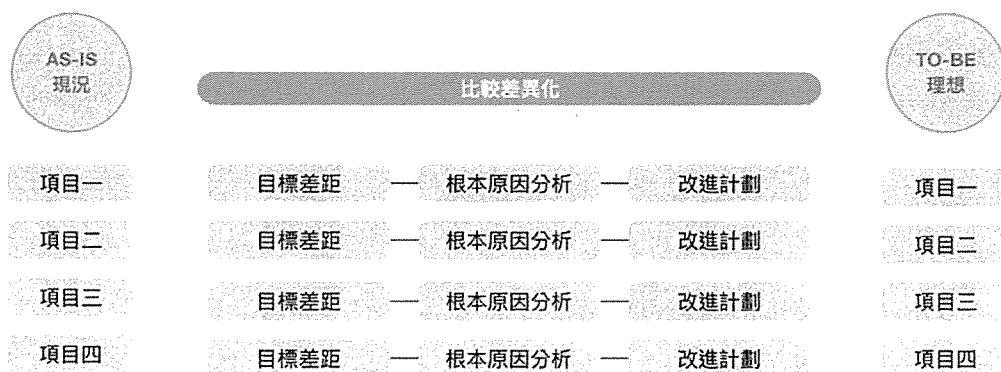 AS-IS
現況
比較差異化
TO-BE
理想
項目一 目標差距 — 根本原因分析 — 改進計劃 項目一
項目二 目標差距 — 根本原因分析 — 改進計劃 項目二
項目三 目標差距 — 根本原因分析 — 改進計劃 項目三
項目四 目標差距 — 根本原因分析 — 改進計劃 項目四